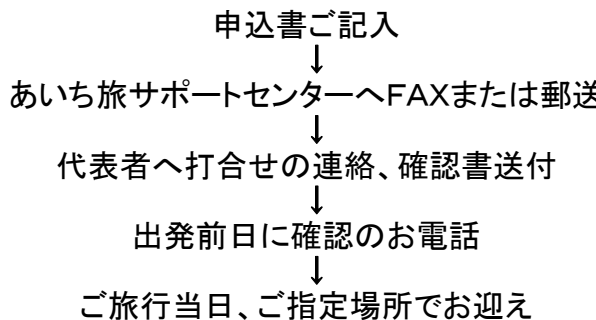 申込書ご記入
↓
あいち旅サポートセンターへFAXまたは郵送
↓
代表者へ打合せの連絡、確認書送付
↓
出発前日に確認のお電話
↓
ご旅行当日、ご指定場所でお迎え